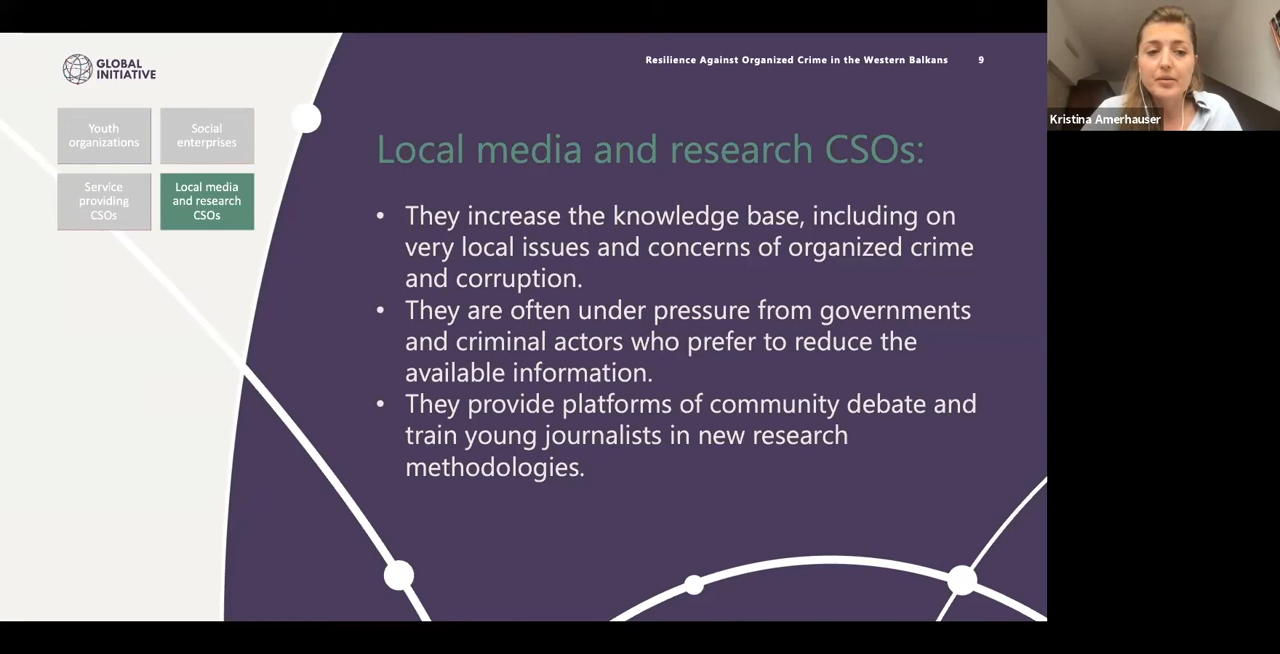 GLOBAL
INITIATIVE
Resilience Against Organized Crime in the Western Balkans 9
Kristina Amerhauser
Youth
organizations
Social
enterprises
Service
providing
CSOs
Local media
and research
CSOs
Local media and research CSOs:
• They increase the knowledge base, including on
very local issues and concerns of organized crime
and corruption.
• They are often under pressure from governments
and criminal actors who prefer to reduce the
available information.
• They provide platforms of community debate and
train young journalists in new research
methodologies.